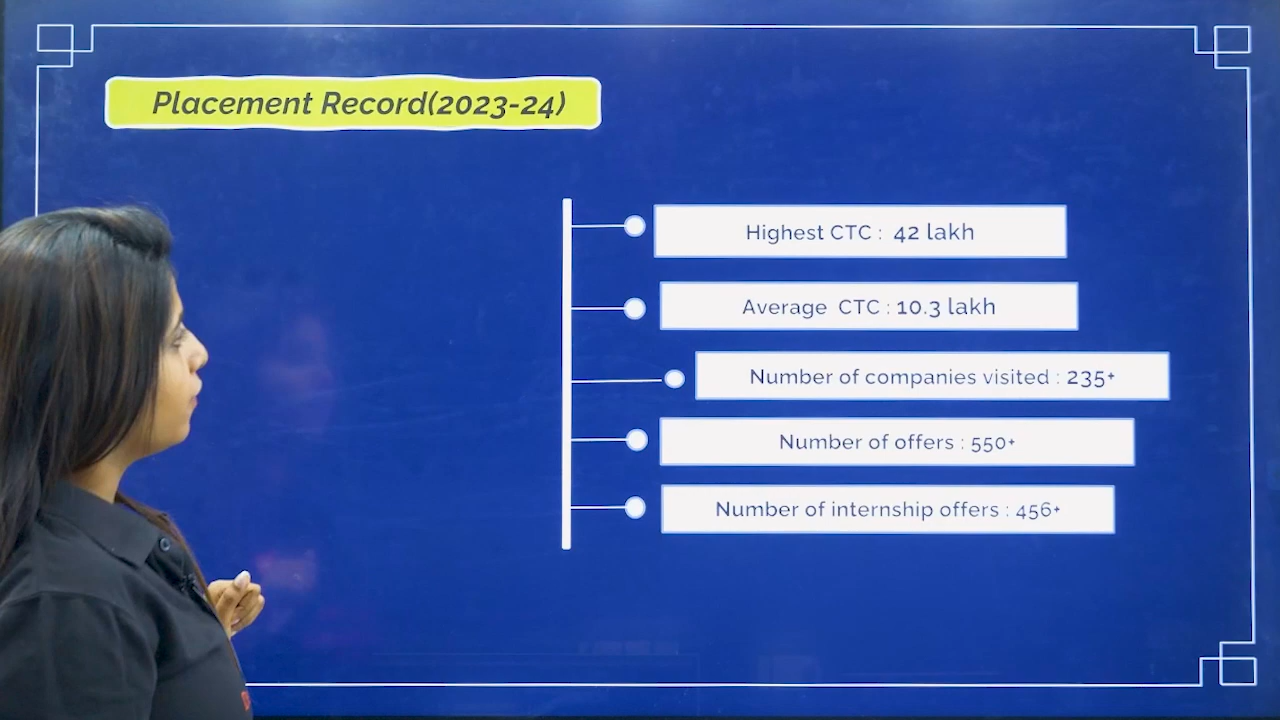 Placement Record(2023-24)
Highest CTC : 42 lakh
Average CTC : 10.3 lakh
Number of companies visited : 235+
Number of offers : 550+
Number of internship offers : 456+